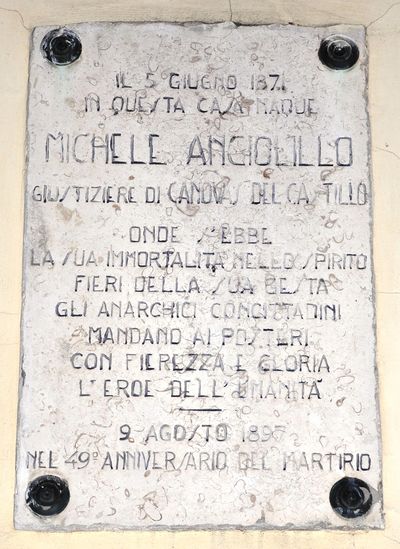 IL 5 GIUGNO 1871
IN QUESTA CASA NAQUE
MICHELE ANGIOLILLO
GIUSTIZIERE DI CANOVAS DEL CASTILLO
ONDE S'EBBE
LA SUA IMMORTALITÀ NELLO SPIRITO
FIERI DELLA SUA GESTA
GLI ANARCHICI CONCITTADINI
MANDANO AI POSTERI
CON FIEREZZA E GLORIA
L'EROE DELL'UMANITÀ
9 AGOSTO 1897
NEL 49° ANNIVERSARIO DEL MARTIRIO